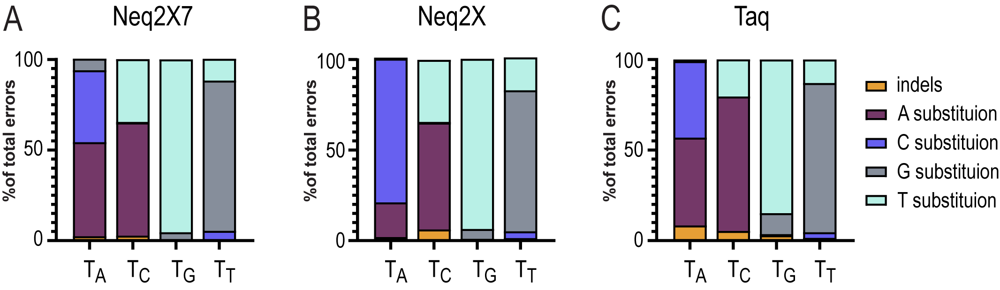 A Neq2X7
100
50
0
%of total errors
TA TC TG TT
B Neq2X
100
50
0
%of total errors
TA TC TG TT
C Taq
100
50
0
%of total errors
TA TC TG TT
indels
A substituion
C substituion
G substituion
T substituion